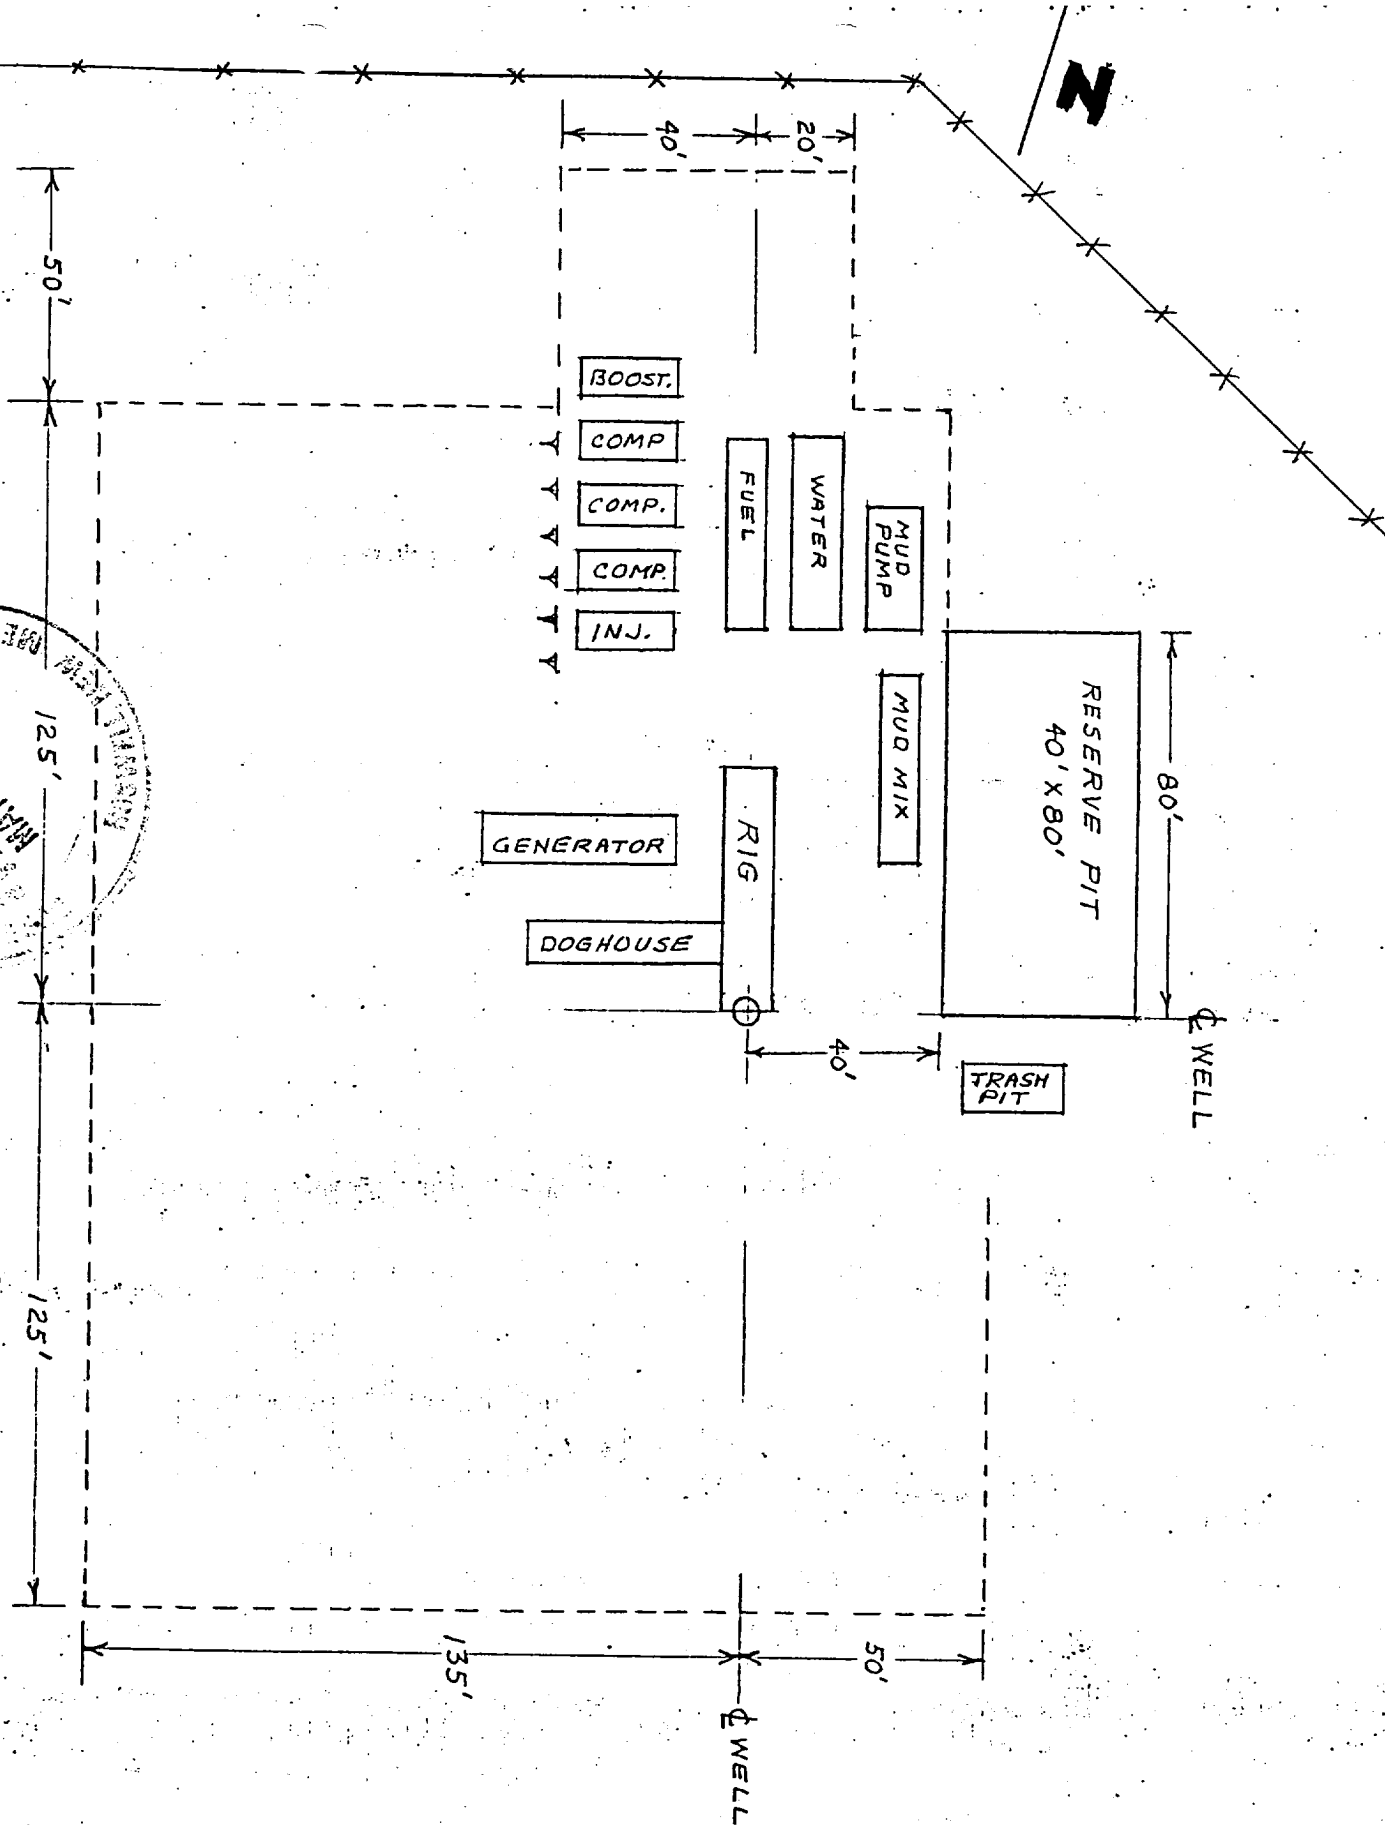 N
40'
20'
50'
BOOST.
COMP
COMP.
COMP.
INJ.
FUEL
WATER
MUD
PUMP
MUD MIX
RESERVE PIT
40' X 80'
80'
RIG
GENERATOR
DOGHOUSE
125'
40'
TRASH
PIT
℄ WELL
125'
135'
50'
℄ WELL